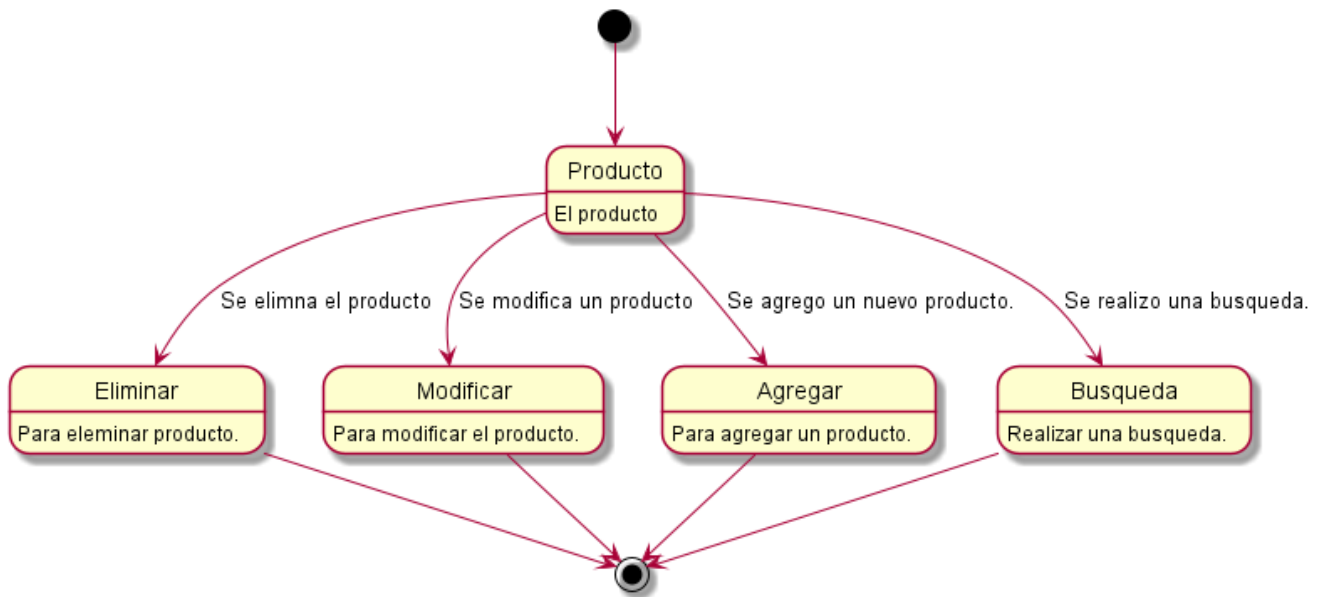 Producto
El producto
Se elimna el producto
Se modifica un producto
Se agrego un nuevo producto.
Se realizo una busqueda.
Eliminar
Para eleminar producto.
Modificar
Para modificar el producto.
Agregar
Para agregar un producto.
Busqueda
Realizar una busqueda.